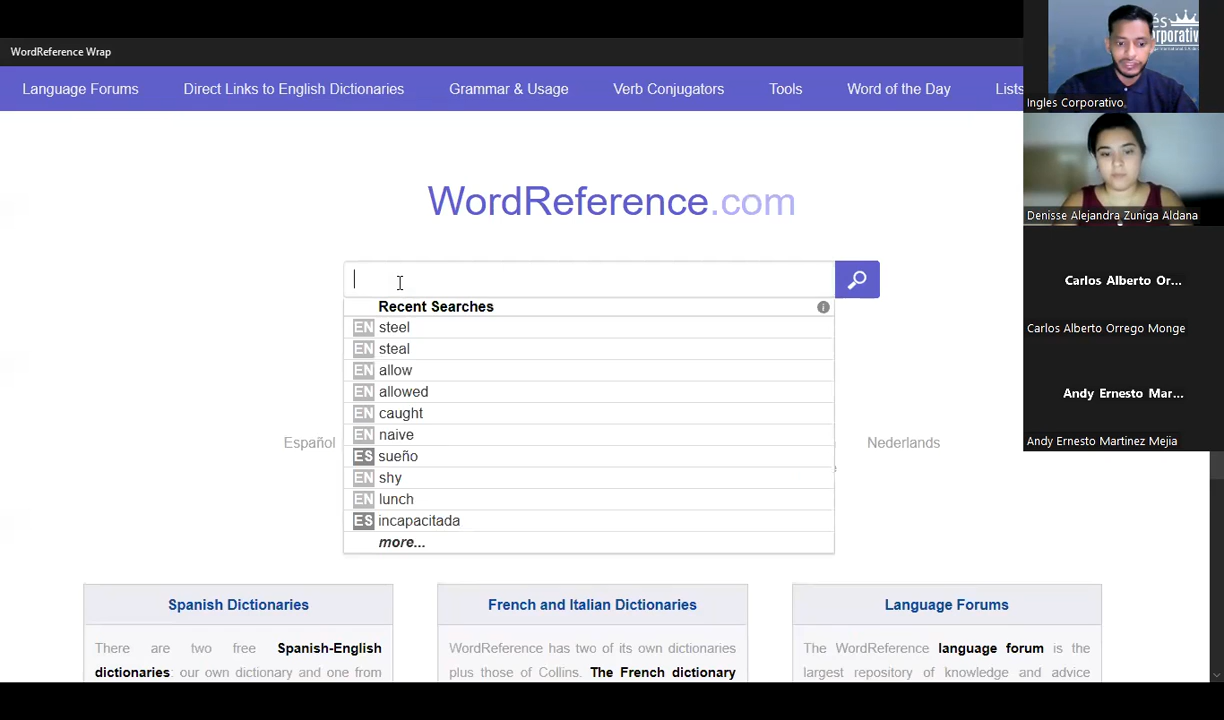 WordReference Wrap
Language Forums Direct Links to English Dictionaries Grammar & Usage Verb Conjugators Tools Word of the Day Lists
és
orporativ
Ingles Corporativo
WordReference.com
Denisse Alejandra Zuniga Aldana
Recent Searches
EN steel
EN steal
EN allow
EN allowed
EN caught
EN naive
ES sueño
EN shy
EN lunch
ES incapacitada
more...
Carlos Alberto Or...
Carlos Alberto Orrego Monge
Andy Ernesto Mar...
Andy Ernesto Martinez Mejia
Español
Nederlands
Spanish Dictionaries
There are two free Spanish-English
dictionaries: our own dictionary and one from
French and Italian Dictionaries
WordReference has two of its own dictionaries
plus those of Collins. The French dictionary
Language Forums
The WordReference language forum is the
largest repository of knowledge and advice